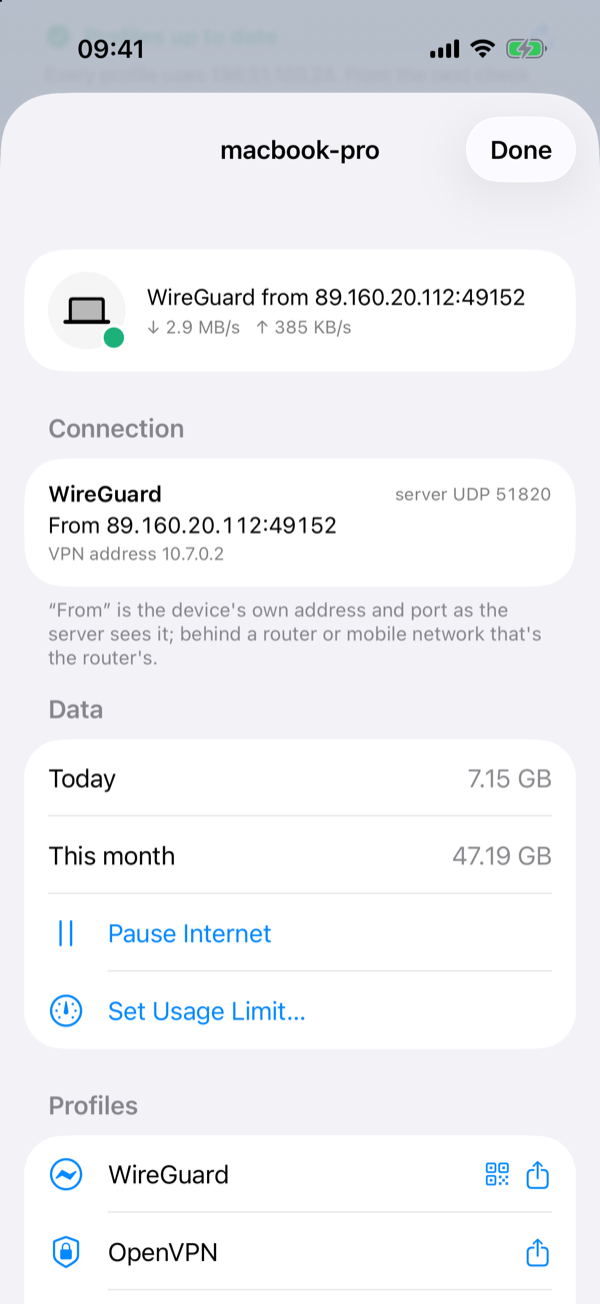 09:41
macbook-pro
Done
WireGuard from 89.160.20.112:49152
↓ 2.9 MB/s ↑ 385 KB/s
Connection
WireGuard
server UDP 51820
From 89.160.20.112:49152
VPN address 10.7.0.2
“From” is the device's own address and port as the
server sees it; behind a router or mobile network that's
the router's.
Data
Today 7.15 GB
This month 47.19 GB
Pause Internet
Set Usage Limit...
Profiles
WireGuard
OpenVPN